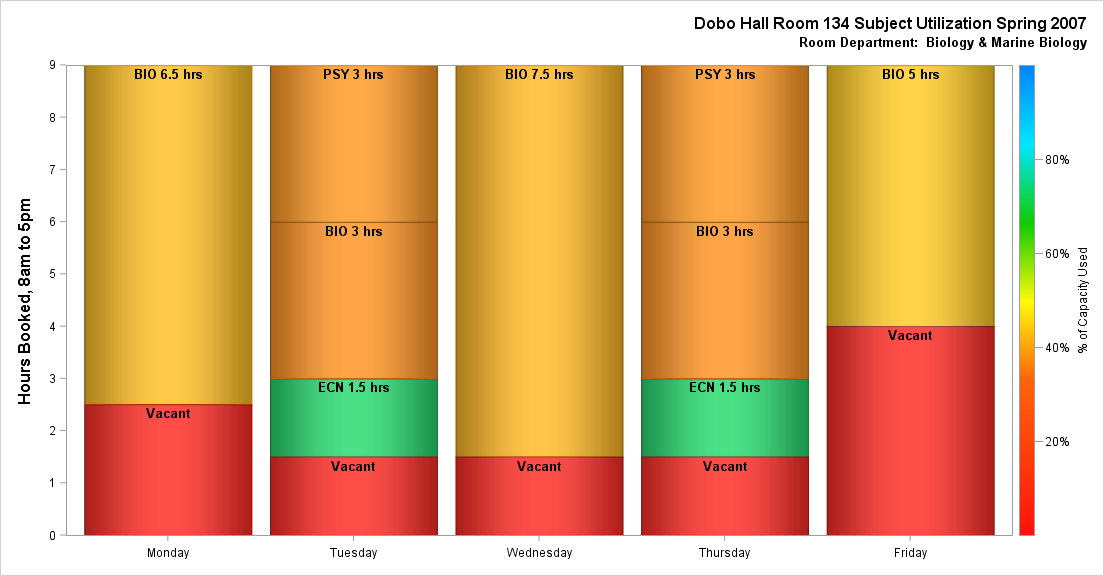 Dobo Hall Room 134 Subject Utilization Spring 2007
Room Department:  Biology & Marine Biology
Hours Booked, 8am to 5pm
9
8
7
6
5
4
3
2
1
0
BIO 6.5 hrs
Vacant
PSY 3 hrs
BIO 3 hrs
ECN 1.5 hrs
Vacant
BIO 7.5 hrs
Vacant
PSY 3 hrs
BIO 3 hrs
ECN 1.5 hrs
Vacant
BIO 5 hrs
Vacant
Monday
Tuesday
Wednesday
Thursday
Friday
80%
60%
40%
20%
% of Capacity Used